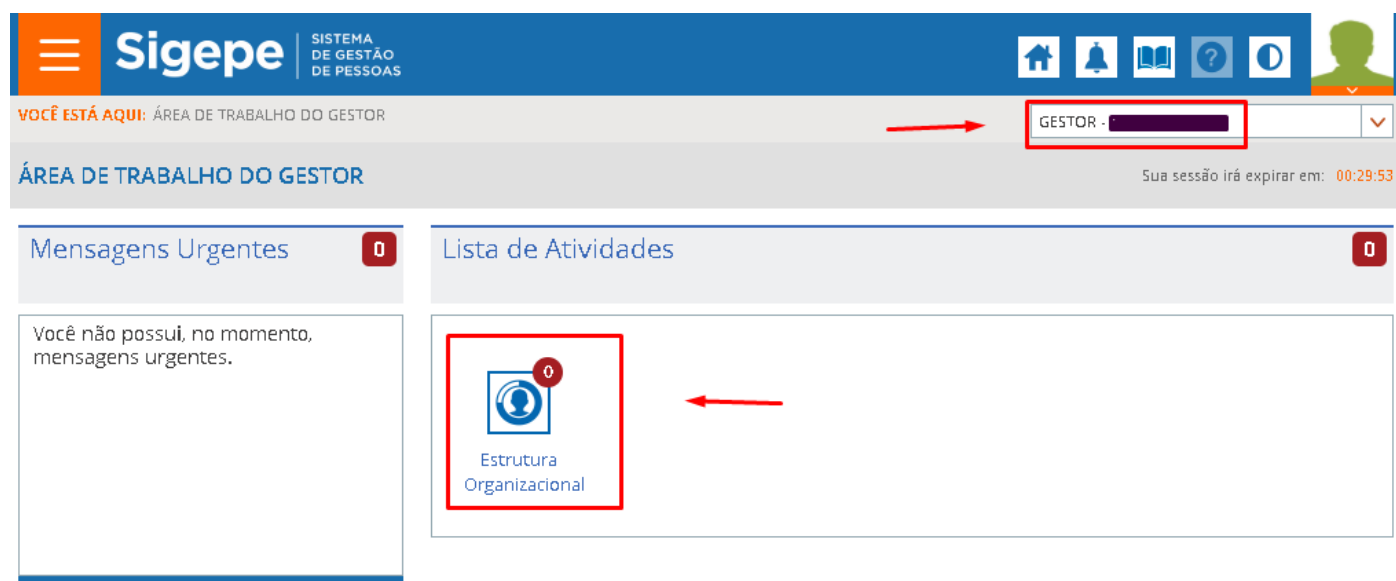 Sigepe
SISTEMA
DE GESTÃO
DE PESSOAS
?
VOCÊ ESTÁ AQUI: ÁREA DE TRABALHO DO GESTOR
GESTOR -
ÁREA DE TRABALHO DO GESTOR
Sua sessão irá expirar em: 00:29:53
Mensagens Urgentes
0
Lista de Atividades
0
Você não possui, no momento,
mensagens urgentes.
0
Estrutura
Organizacional